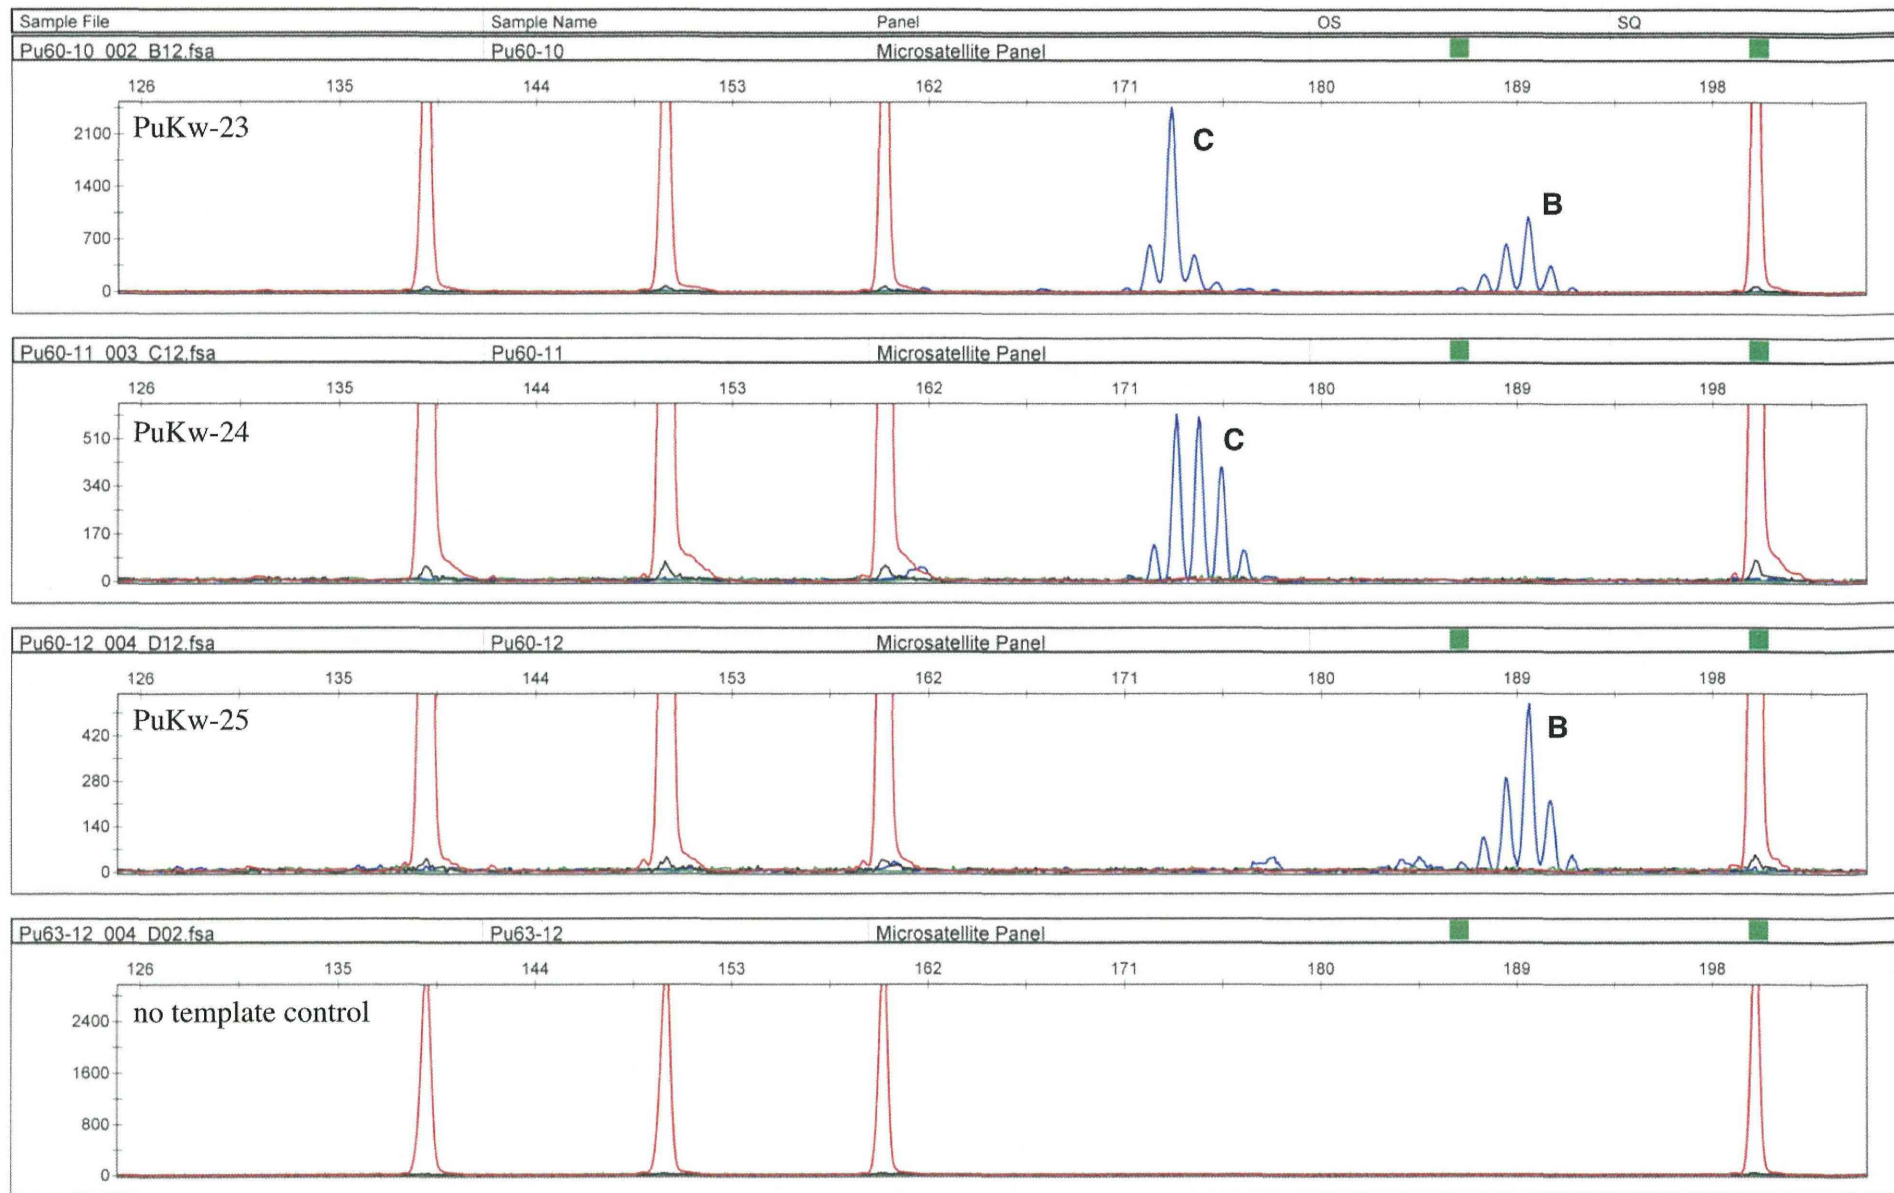 Sample File Sample Name Panel OS SQ
Pu60-10_002_B12.fsa Pu60-10 Microsatellite Panel
126 135 144 153 162 171 180 189 198
PuKw-23
C
B
2100
1400
700
0
Pu60-11_003_C12.fsa Pu60-11 Microsatellite Panel
126 135 144 153 162 171 180 189 198
PuKw-24
C
510
340
170
0
Pu60-12_004_D12.fsa Pu60-12 Microsatellite Panel
126 135 144 153 162 171 180 189 198
PuKw-25
B
420
280
140
0
Pu63-12_004_D02.fsa Pu63-12 Microsatellite Panel
126 135 144 153 162 171 180 189 198
no template control
2400
1600
800
0